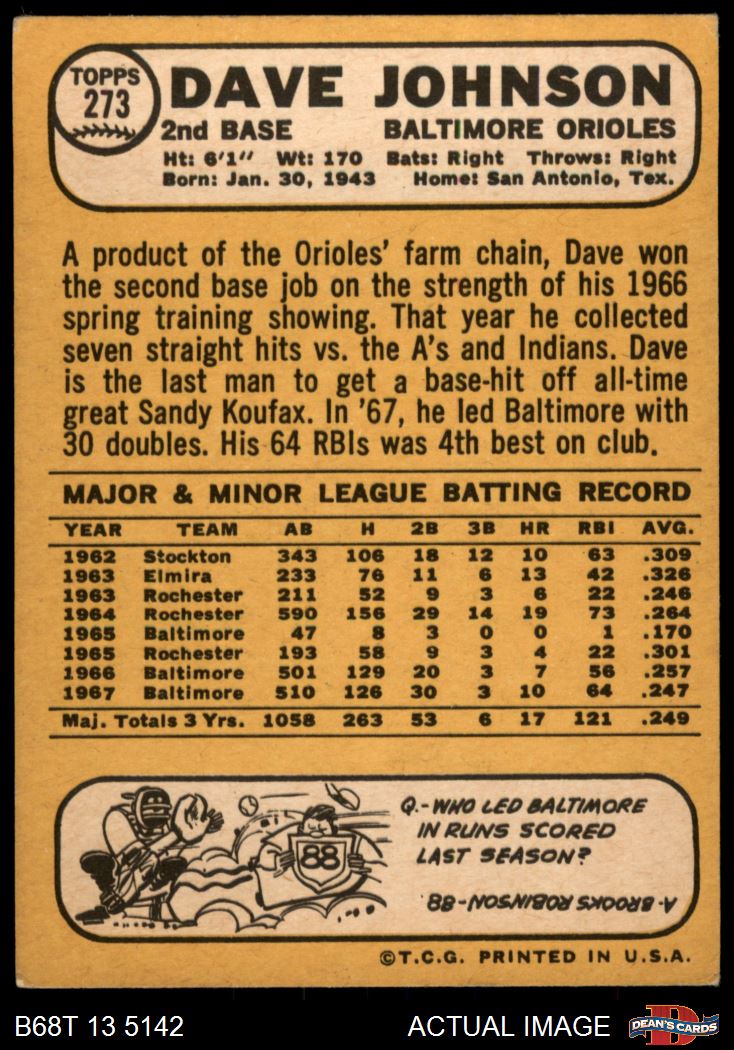 TOPPS
273
DAVE JOHNSON
2nd BASE BALTIMORE ORIOLES
Ht: 6'1" Wt: 170 Bats: Right Throws: Right
Born: Jan. 30, 1943 Home: San Antonio, Tex.
A product of the Orioles' farm chain, Dave won
the second base job on the strength of his 1966
spring training showing. That year he collected
seven straight hits vs. the A's and Indians. Dave
is the last man to get a base-hit off all-time
great Sandy Koufax. In '67, he led Baltimore with
30 doubles. His 64 RBIs was 4th best on club.
MAJOR & MINOR LEAGUE BATTING RECORD
YEAR TEAM AB H 2B 3B HR RBI AVG.
1962 Stockton 343 106 18 12 10 63 .309
1963 Elmira 233 76 11 6 13 42 .326
1963 Rochester 211 52 9 3 6 22 .246
1964 Rochester 590 156 29 14 19 73 .264
1965 Baltimore 47 8 3 0 0 1 .170
1965 Rochester 193 58 9 3 4 22 .301
1966 Baltimore 501 129 20 3 7 56 .257
1967 Baltimore 510 126 30 3 10 64 .247
Maj. Totals 3 Yrs. 1058 263 53 6 17 121 .249
Q.-WHO LED BALTIMORE
IN RUNS SCORED
LAST SEASON?
88
A-BROOKS ROBINSON-88
©T.C.G. PRINTED IN U.S.A.
B68T 13 5142 ACTUAL IMAGE D DEAN'S CARDS